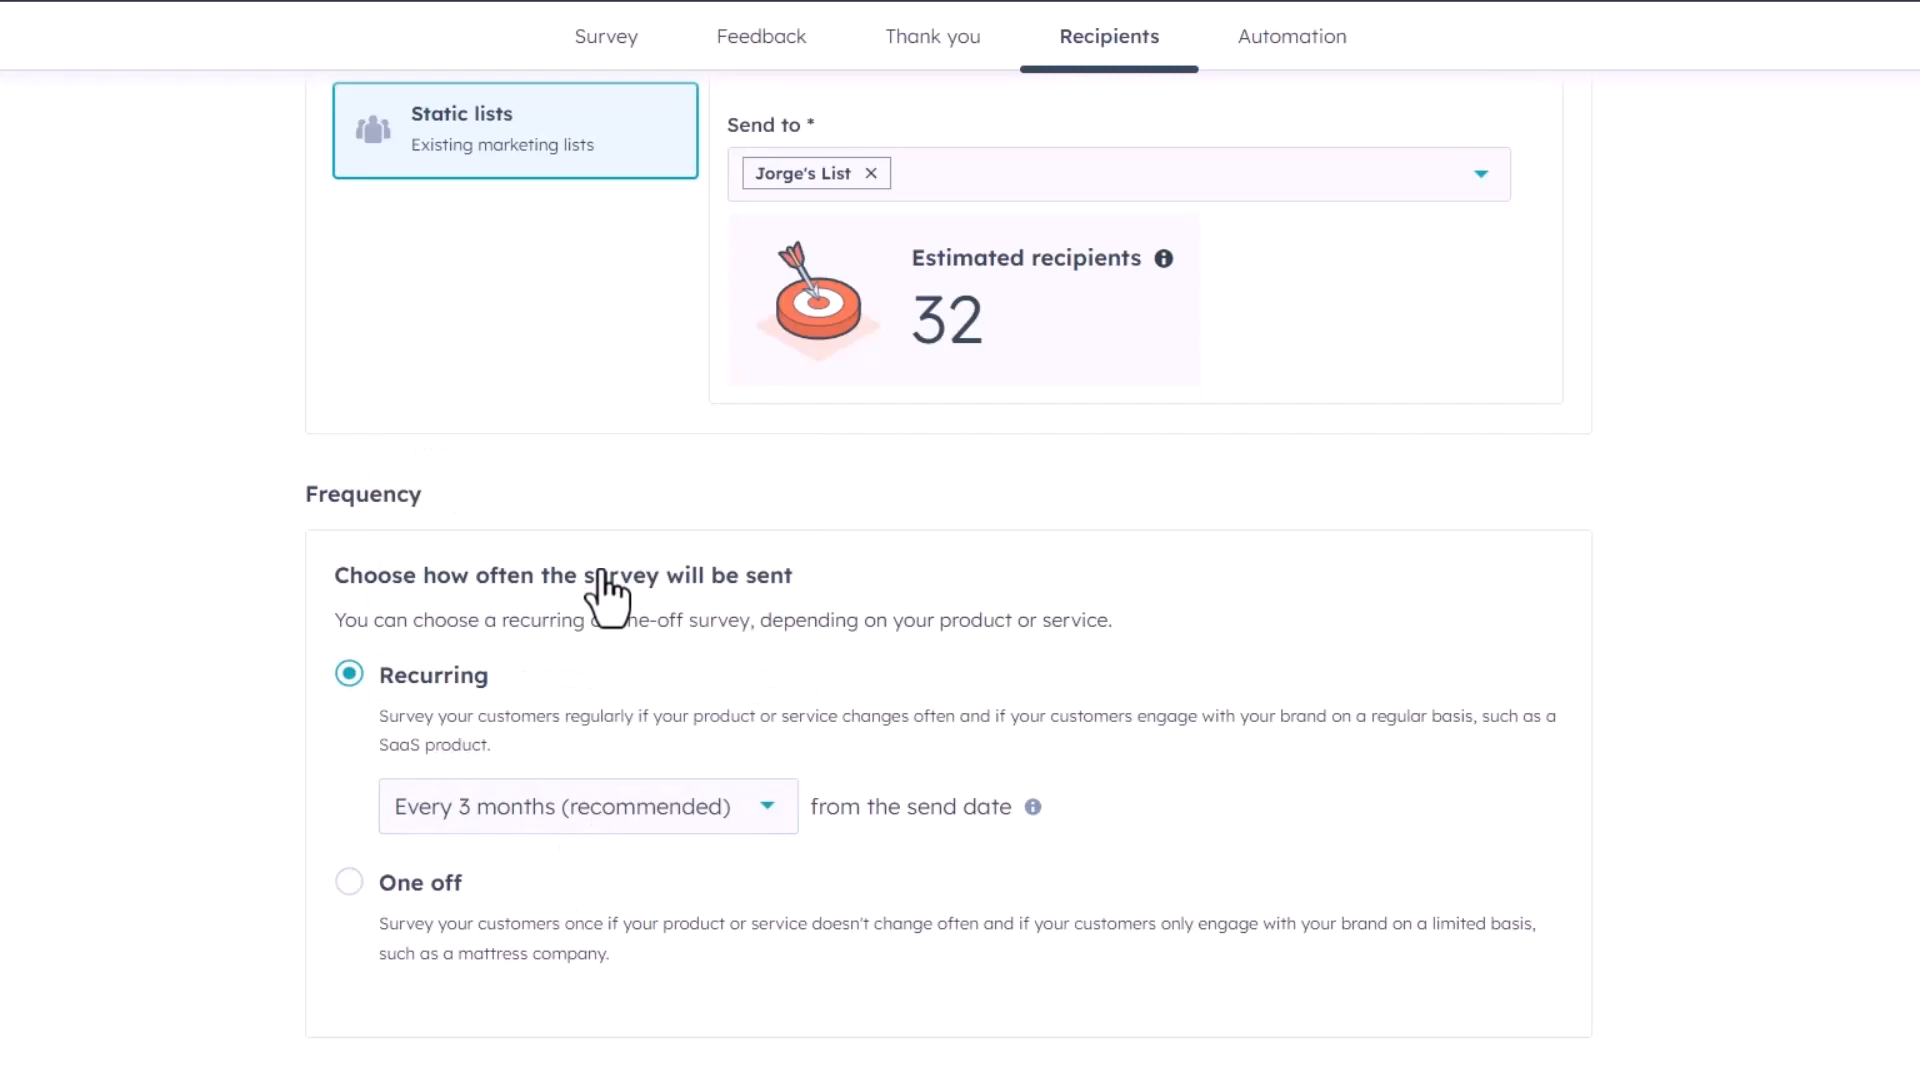 Survey
Feedback
Thank you
Recipients
Automation
Static lists
Existing marketing lists
Send to *
Jorge's List
Estimated recipients
32
Frequency
Choose how often the survey will be sent
You can choose a recurring one-off survey, depending on your product or service.
Recurring
Survey your customers regularly if your product or service changes often and if your customers engage with your brand on a regular basis, such as a
SaaS product.
Every 3 months (recommended)
from the send date
One off
Survey your customers once if your product or service doesn't change often and if your customers only engage with your brand on a limited basis,
such as a mattress company.